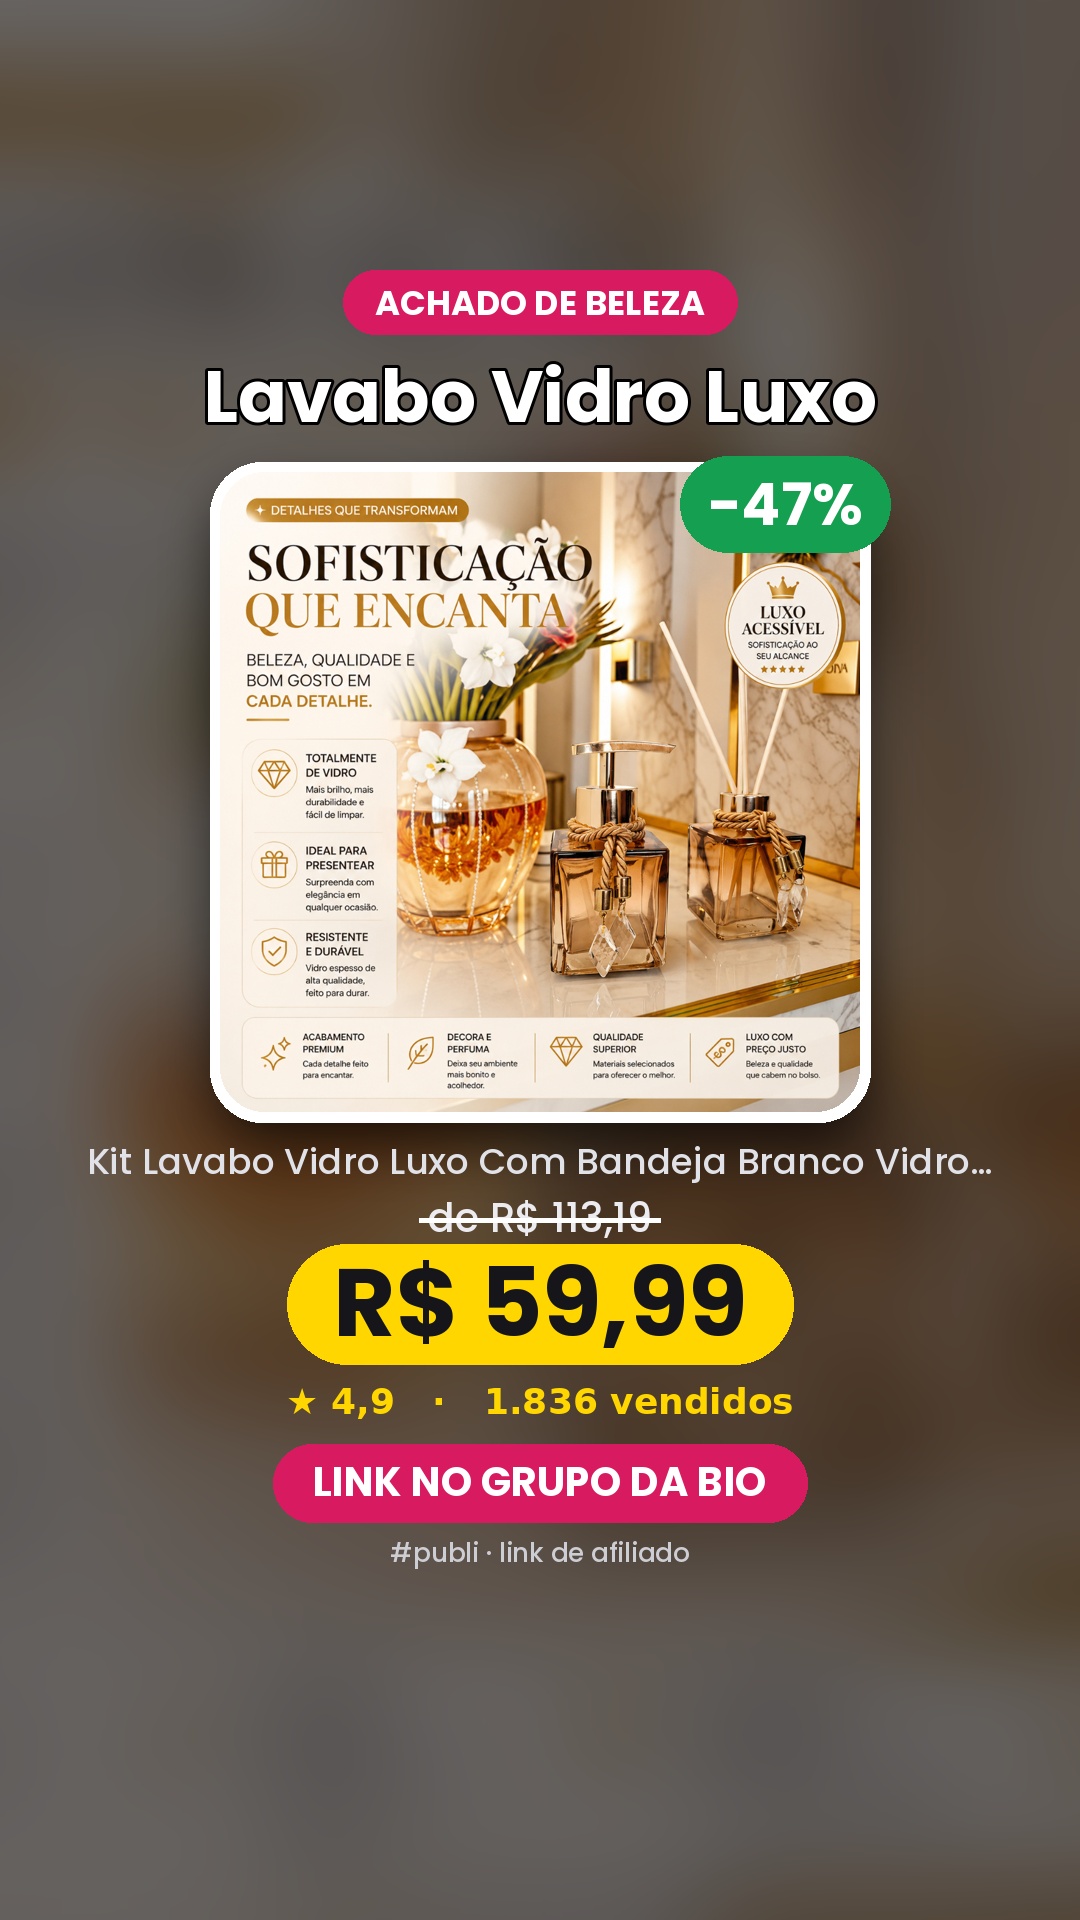 ACHADO DE BELEZA
Lavabo Vidro Luxo
-47%
DETALHES QUE TRANSFORMAM
SOFISTICAÇÃO
QUE ENCANTA
BELEZA, QUALIDADE E
BOM GOSTO EM
CADA DETALHE.
LUXO
ACESSÍVEL
SOFISTICAÇÃO AO
SEU ALCANCE
TOTALMENTE
DE VIDRO
Mais brilho, mais
durabilidade e
fácil de limpar.
IDEAL PARA
PRESENTEAR
Surpreenda com
elegância em
qualquer ocasião.
RESISTENTE
E DURÁVEL
Vidro espesso de
alta qualidade,
feito para durar.
ACABAMENTO
PREMIUM
Cada detalhe feito
para encantar.
DECORA E
PERFUMA
Deixa seu ambiente
mais bonito e
acolhedor.
QUALIDADE
SUPERIOR
Materiais selecionados
para oferecer o melhor.
LUXO COM
PREÇO JUSTO
Beleza e qualidade
que cabem no bolso.
Kit Lavabo Vidro Luxo Com Bandeja Branco Vidro...
de R$ 113,19
R$ 59,99
★ 4,9 · 1.836 vendidos
LINK NO GRUPO DA BIO
#publi · link de afiliado